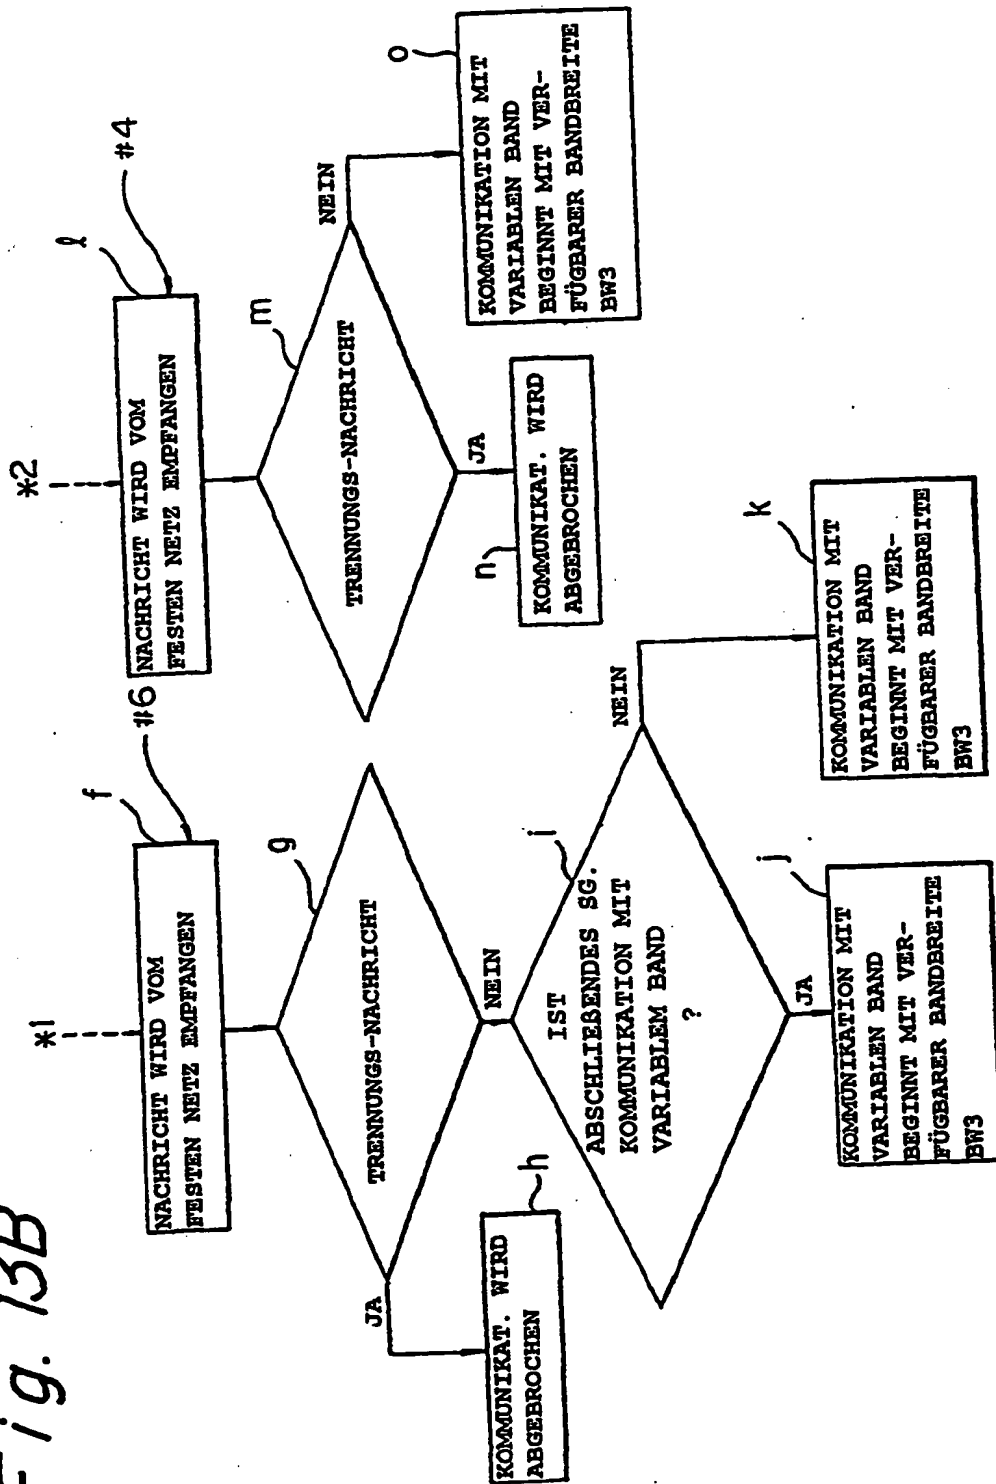 Fig. 13B
*1
f
#6
NACHRICHT WIRD VOM
FESTEN NETZ EMPFANGEN
g
TRENNUNGS-NACHRICHT
JA
NEIN
h
KOMMUNIKAT. WIRD
ABGEBROCHEN
i
IST
ABSCHLIEßENDES SG.
KOMMUNIKATION MIT
VARIABLEM BAND
?
JA
NEIN
j
KOMMUNIKATION MIT
VARIABLEN BAND
BEGINNT MIT VER-
FÜGBARER BANDBREITE
BW3
k
KOMMUNIKATION MIT
VARIABLEN BAND
BEGINNT MIT VER-
FÜGBARER BANDBREITE
BW3
*2
l
#4
NACHRICHT WIRD VOM
FESTEN NETZ EMPFANGEN
m
TRENNUNGS-NACHRICHT
JA
NEIN
n
KOMMUNIKAT. WIRD
ABGEBROCHEN
o
KOMMUNIKATION MIT
VARIABLEN BAND
BEGINNT MIT VER-
FÜGBARER BANDBREITE
BW3